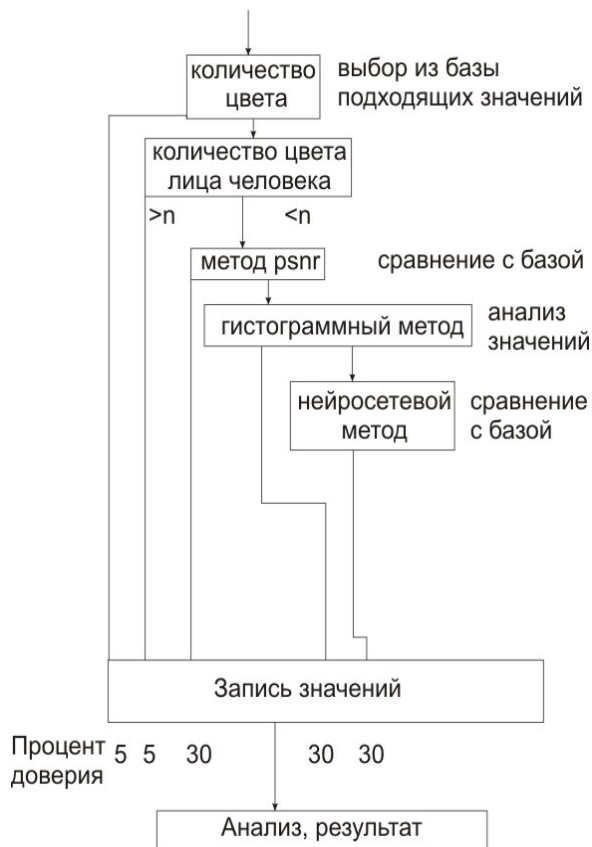 количество
цвета
выбор из базы
подходящих значений
количество цвета
лица человека
>n <n
метод psnr
сравнение с базой
гистограммный метод
анализ
значений
нейросетевой
метод
сравнение
с базой
Запись значений
Процент
доверия
5 5 30 30 30
Анализ, результат